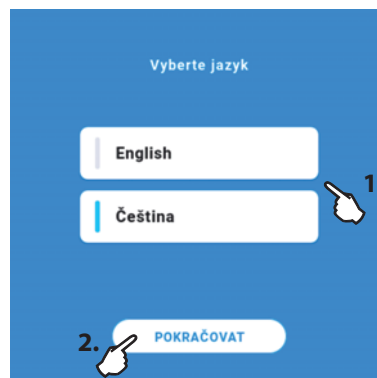 Vyberte jazyk
English
1
Čeština
2.
POKRAČOVAT